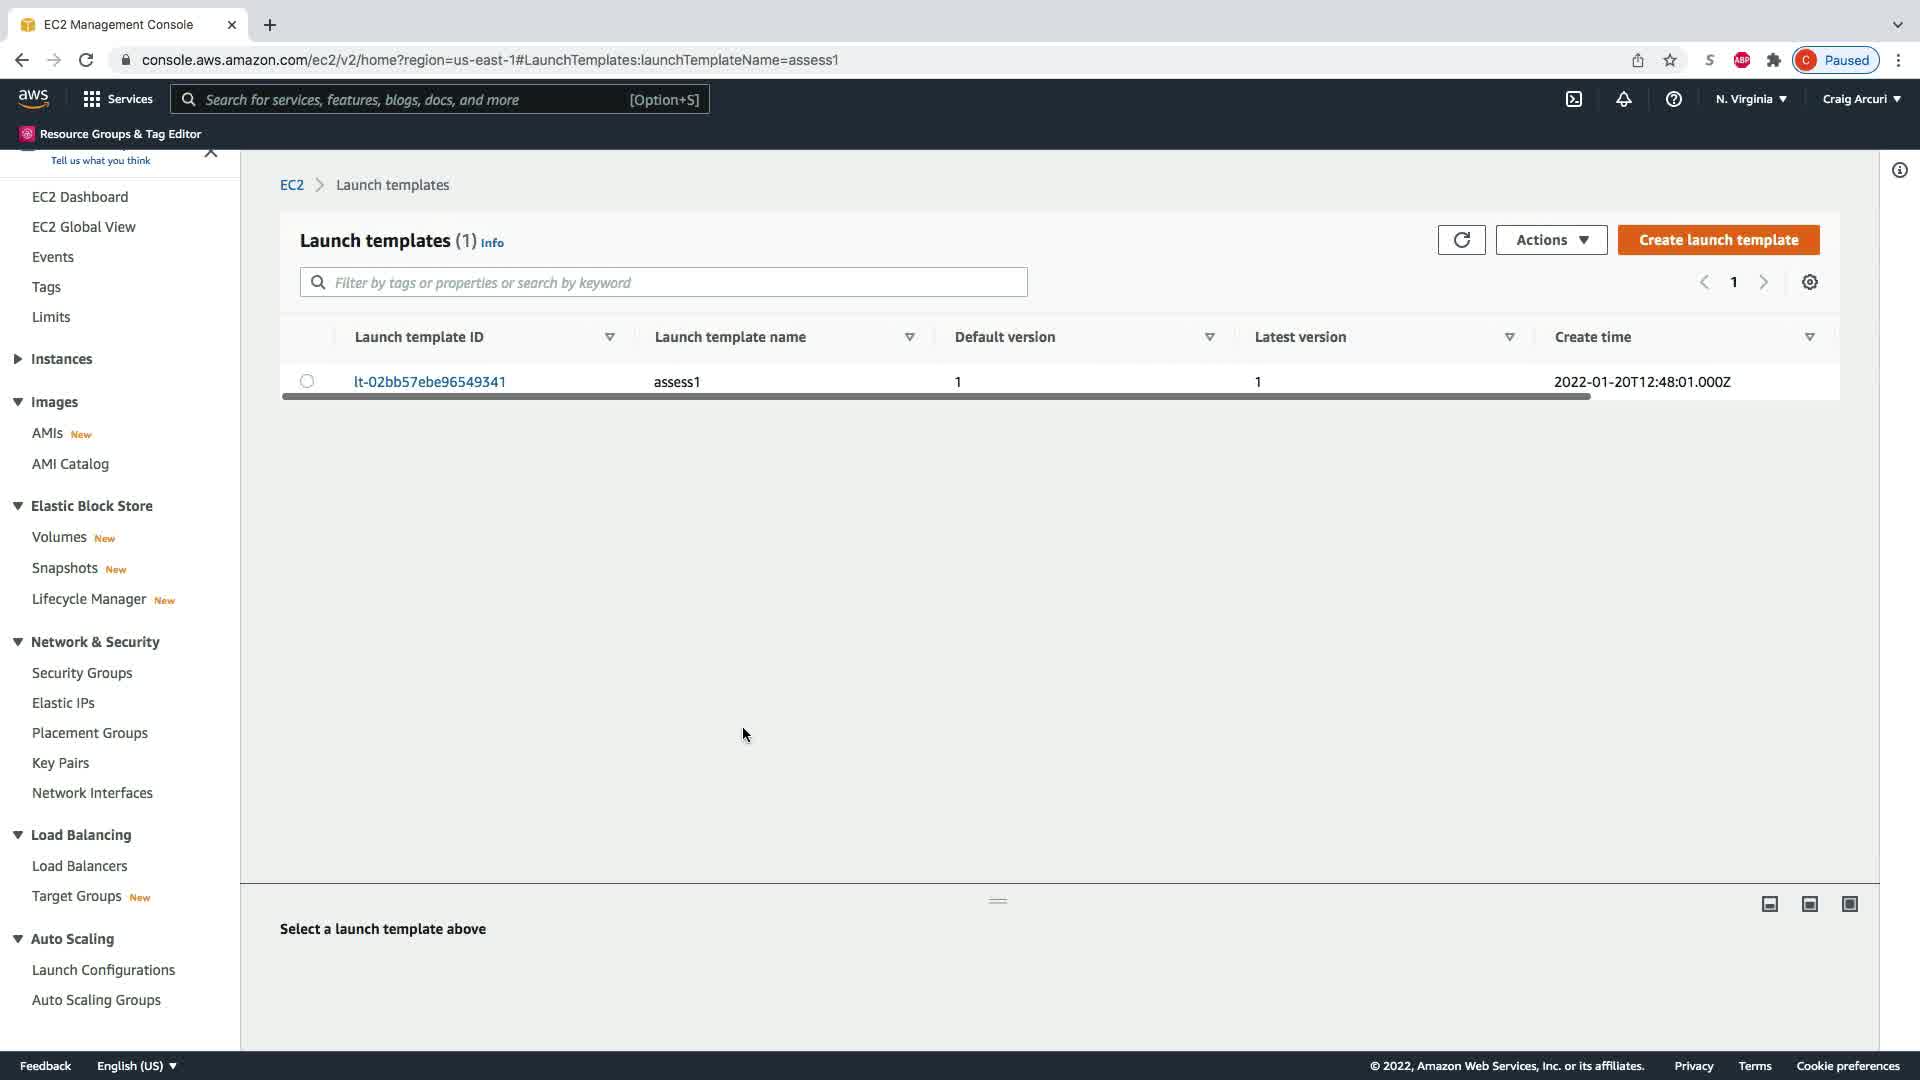 EC2 Management Console
console.aws.amazon.com/ec2/v2/home?region=us-east-1#LaunchTemplates:launchTemplateName=assess1
S
ABP
C
Paused
aws
Services
Search for services, features, blogs, docs, and more
[Option+S]
N. Virginia
Craig Arcuri
Resource Groups & Tag Editor
Tell us what you think
EC2 Dashboard
EC2 Global View
Events
Tags
Limits
Instances
Images
AMIs New
AMI Catalog
Elastic Block Store
Volumes New
Snapshots New
Lifecycle Manager New
Network & Security
Security Groups
Elastic IPs
Placement Groups
Key Pairs
Network Interfaces
Load Balancing
Load Balancers
Target Groups New
Auto Scaling
Launch Configurations
Auto Scaling Groups
EC2 > Launch templates
Launch templates (1) Info
Actions
Create launch template
Filter by tags or properties or search by keyword
1
Launch template ID
Launch template name
Default version
Latest version
Create time
lt-02bb57ebe96549341
assess1
1
1
2022-01-20T12:48:01.000Z
Select a launch template above
Feedback
English (US)
© 2022, Amazon Web Services, Inc. or its affiliates.
Privacy
Terms
Cookie preferences